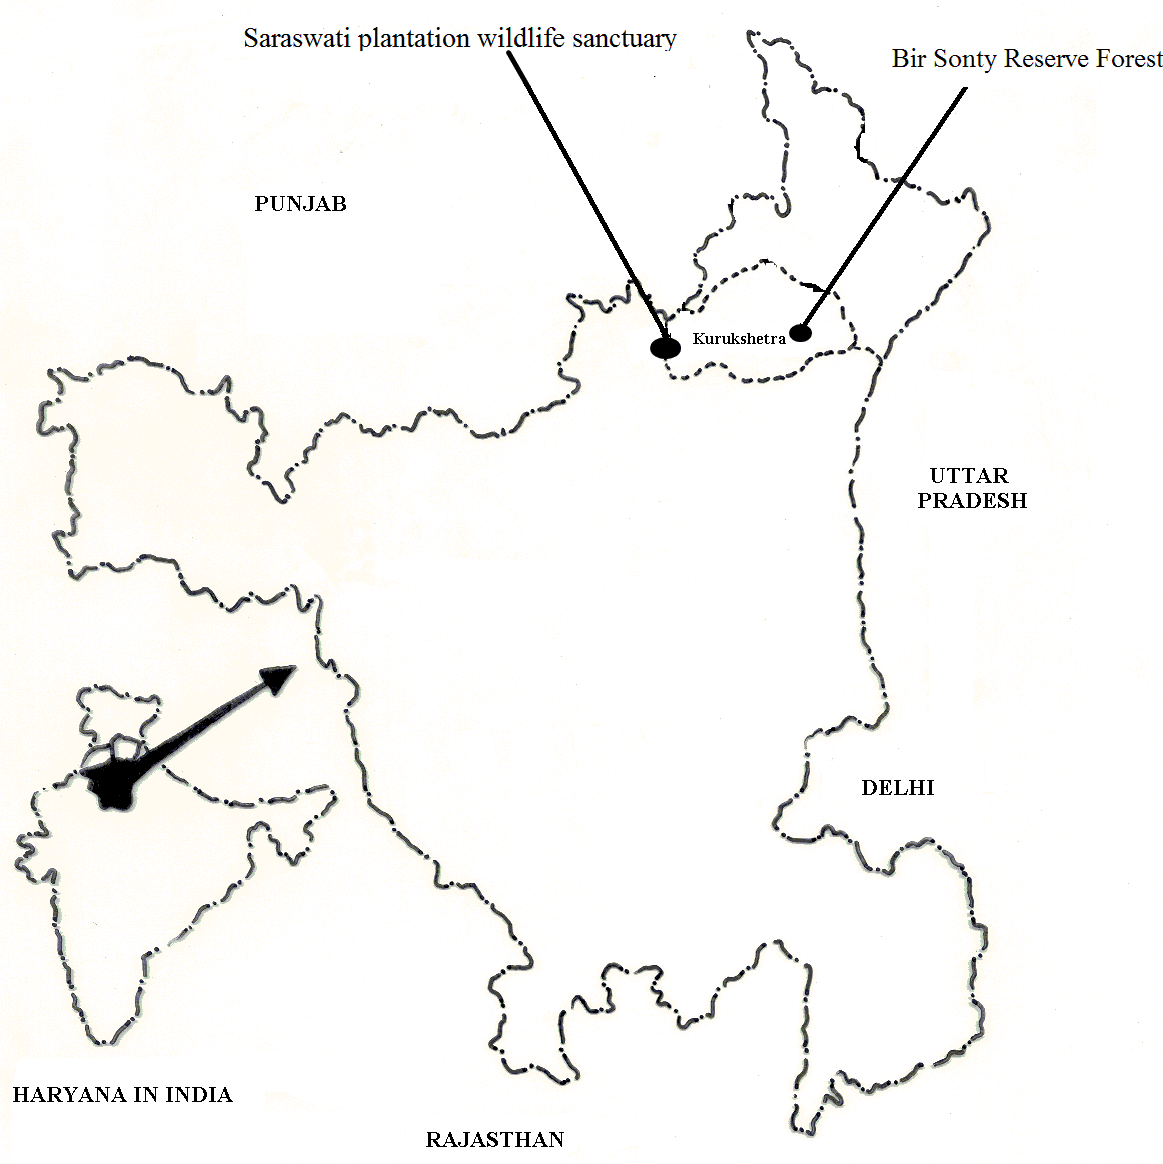 Saraswati plantation wildlife sanctuary
Bir Sonty Reserve Forest
PUNJAB
Kurukshetra
UTTAR
PRADESH
DELHI
HARYANA IN INDIA
RAJASTHAN